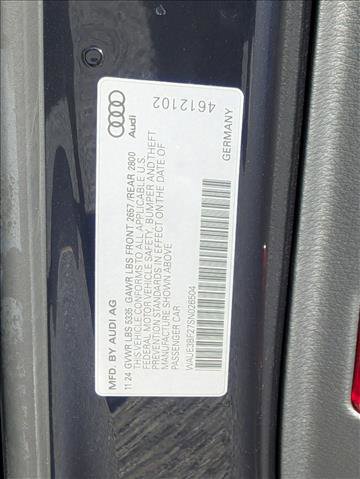 MFD. BY AUDI AG
11.24 GVWR LBS 5335 GAWR LBS FRONT 2657/REAR 2800
THIS VEHICLE CONFORMS TO ALL APPLICABLE U.S.
FEDERAL MOTOR VEHICLE SAFETY, BUMPER AND THEFT
PREVENTION STANDARDS IN EFFECT ON THE DATE OF
MANUFACTURE SHOWN ABOVE.
PASSENGER CAR
WAUE3BF27SN026504
Audi
GERMANY
4612102